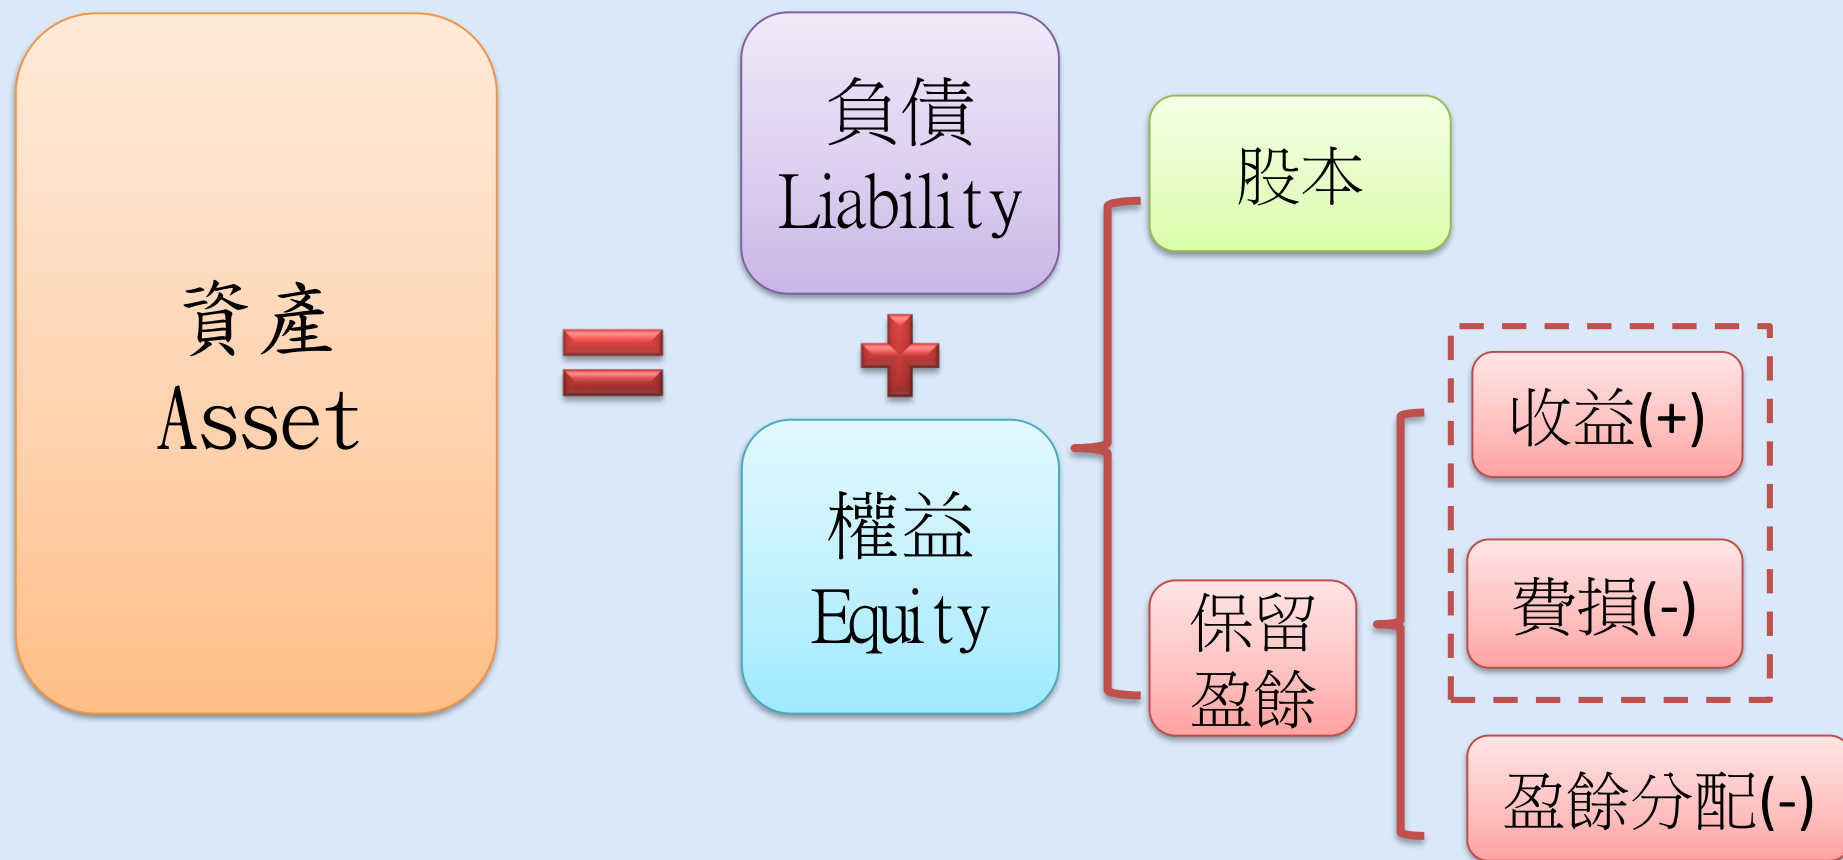 資產
Asset
負債
Liability
權益
Equity
股本
保留
盈餘
收益(+)
費損(-)
盈餘分配(-)